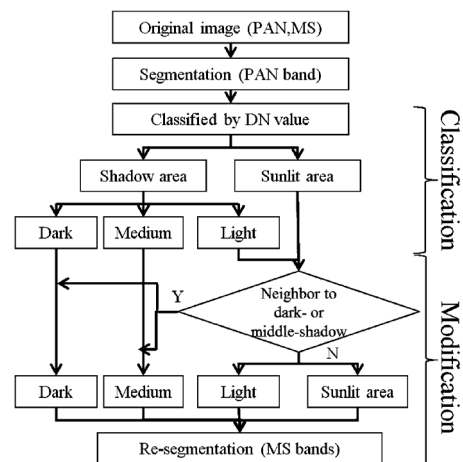 Original image (PAN,MS)
Segmentation (PAN band)
Classified by DN value
Shadow area
Sunlit area
Dark
Medium
Light
Classification
Neighbor to
dark- or
middle-shadow
Y
N
Modification
Dark
Medium
Light
Sunlit area
Re-segmentation (MS bands)